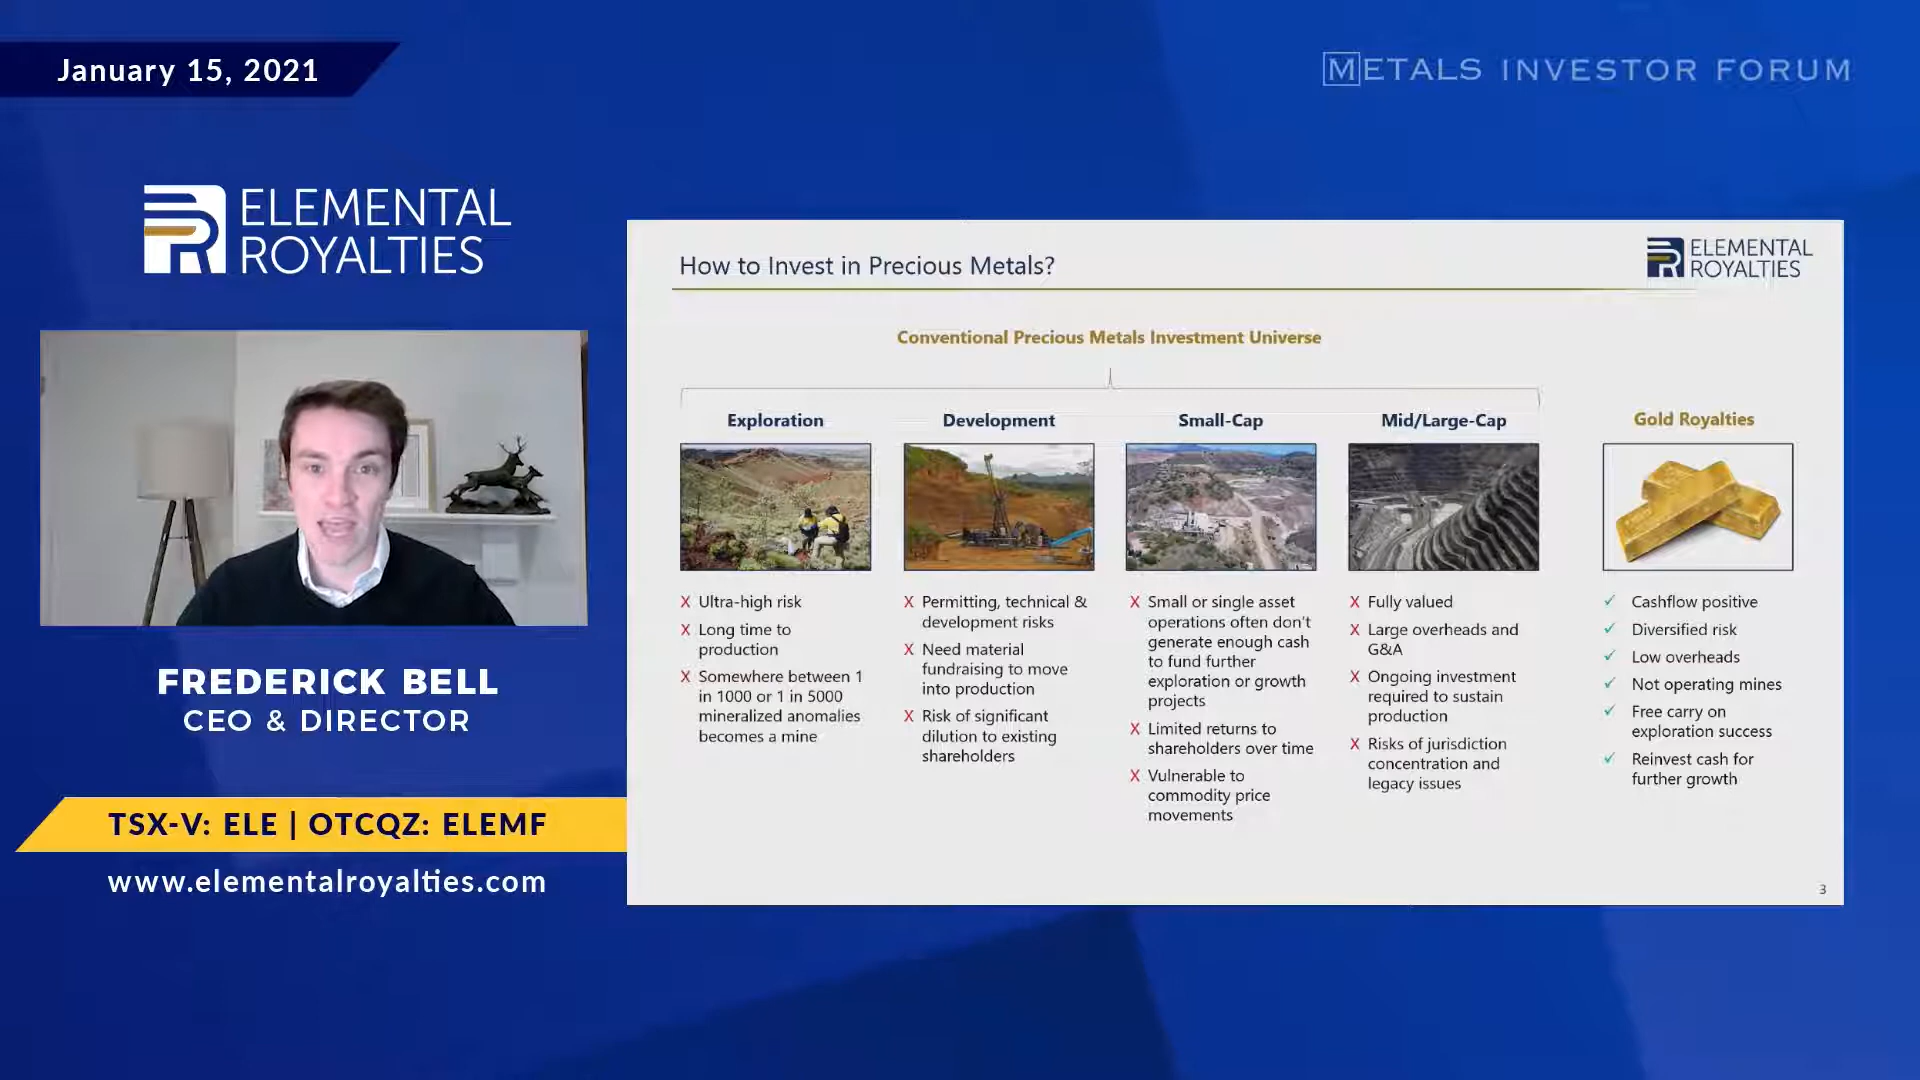 January 15, 2021
METALS INVESTOR FORUM
ELEMENTAL
ROYALTIES
FREDERICK BELL
CEO & DIRECTOR
TSX-V: ELE | OTCQZ: ELEMF
www.elementalroyalties.com
How to Invest in Precious Metals?
ELEMENTAL
ROYALTIES
Conventional Precious Metals Investment Universe
Exploration
X Ultra-high risk
X Long time to
production
X Somewhere between 1
in 1000 or 1 in 5000
mineralized anomalies
becomes a mine
Development
X Permitting, technical &
development risks
X Need material
fundraising to move
into production
X Risk of significant
dilution to existing
shareholders
Small-Cap
X Small or single asset
operations often don't
generate enough cash
to fund further
exploration or growth
projects
X Limited returns to
shareholders over time
X Vulnerable to
commodity price
movements
Mid/Large-Cap
X Fully valued
X Large overheads and
G&A
X Ongoing investment
required to sustain
production
X Risks of jurisdiction
concentration and
legacy issues
Gold Royalties
✓ Cashflow positive
✓ Diversified risk
✓ Low overheads
✓ Not operating mines
✓ Free carry on
exploration success
✓ Reinvest cash for
further growth
3